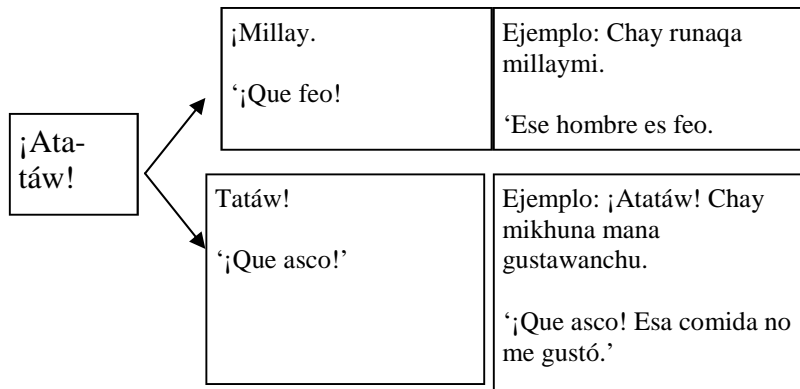 ¡Ata-
táw!
¡Millay.
‘¡Que feo!
Ejemplo: Chay runaqa
millaymi.
‘Ese hombre es feo.
Tatáw!
‘¡Que asco!’
Ejemplo: ¡Atatáw! Chay
mikhuna mana
gustawanchu.
‘¡Que asco! Esa comida no
me gustó.’